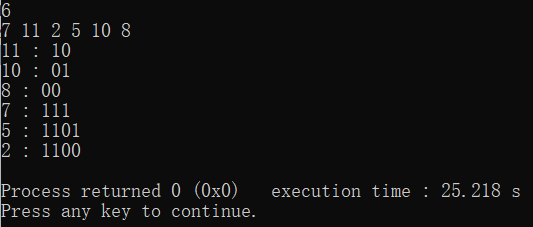 6
7 11 2 5 10 8
11 : 10
10 : 01
8 : 00
7 : 111
5 : 1101
2 : 1100
Process returned 0 (0x0)   execution time : 25.218 s
Press any key to continue.